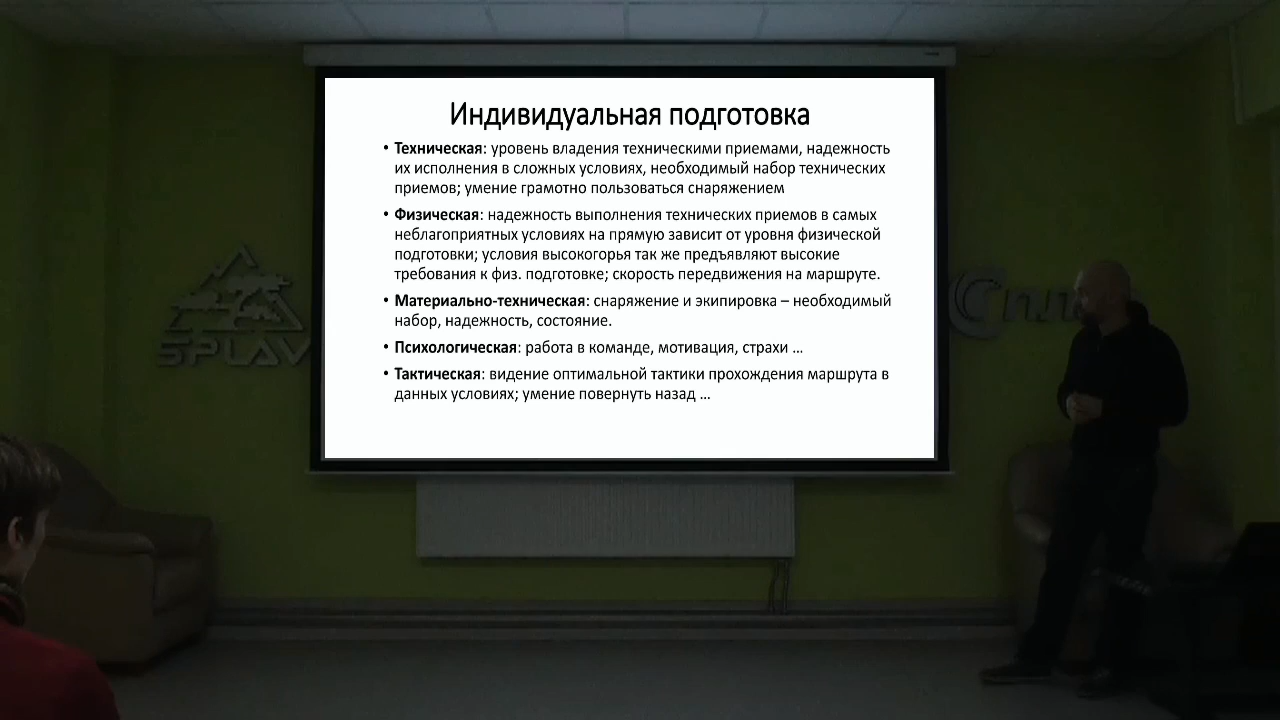 Индивидуальная подготовка
• Техническая: уровень владения техническими приемами, надежность
их исполнения в сложных условиях, необходимый набор технических
приемов; умение грамотно пользоваться снаряжением
• Физическая: надежность выполнения технических приемов в самых
неблагоприятных условиях на прямую зависит от уровня физической
подготовки; условия высокогорья так же предъявляют высокие
требования к физ. подготовке; скорость передвижения на маршруте.
• Материально-техническая: снаряжение и экипировка – необходимый
набор, надежность, состояние.
• Психологическая: работа в команде, мотивация, страхи ...
• Тактическая: видение оптимальной тактики прохождения маршрута в
данных условиях; умение повернуть назад ...
SPLAV